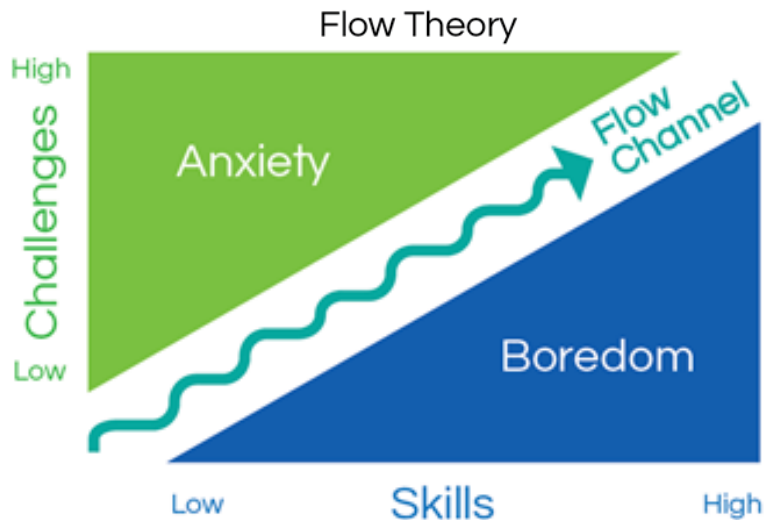 Flow Theory
High
Challenges
Low
Anxiety
Flow
Channel
Boredom
Low
Skills
High